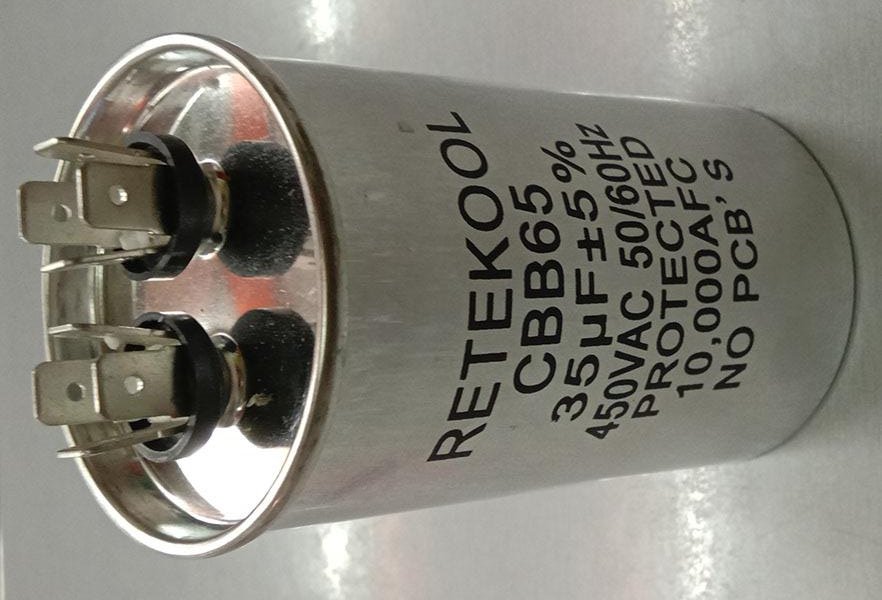 RETEKOOL
CBB65
35µF±5%
450VAC 50/60Hz
PROTECTED
10,000AFC
NO PCB'S